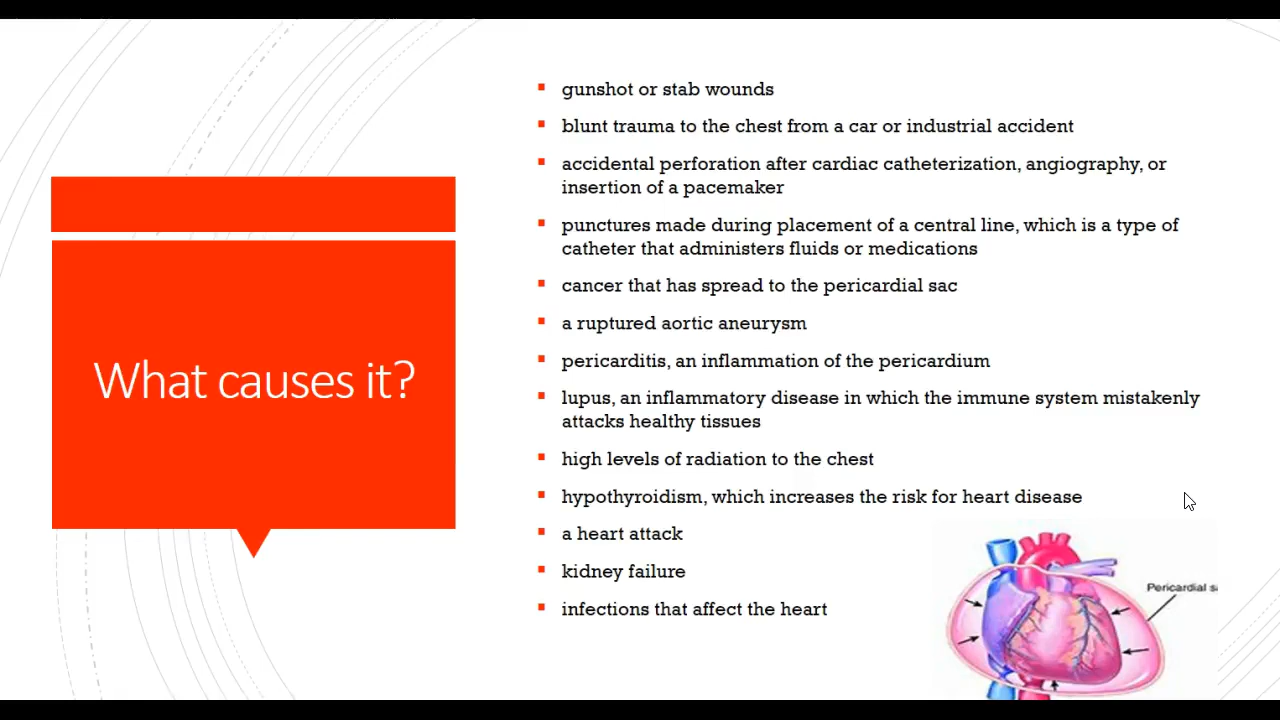 What causes it?
gunshot or stab wounds
blunt trauma to the chest from a car or industrial accident
accidental perforation after cardiac catheterization, angiography, or
insertion of a pacemaker
punctures made during placement of a central line, which is a type of
catheter that administers fluids or medications
cancer that has spread to the pericardial sac
a ruptured aortic aneurysm
pericarditis, an inflammation of the pericardium
lupus, an inflammatory disease in which the immune system mistakenly
attacks healthy tissues
high levels of radiation to the chest
hypothyroidism, which increases the risk for heart disease
a heart attack
kidney failure
infections that affect the heart
Pericardial s